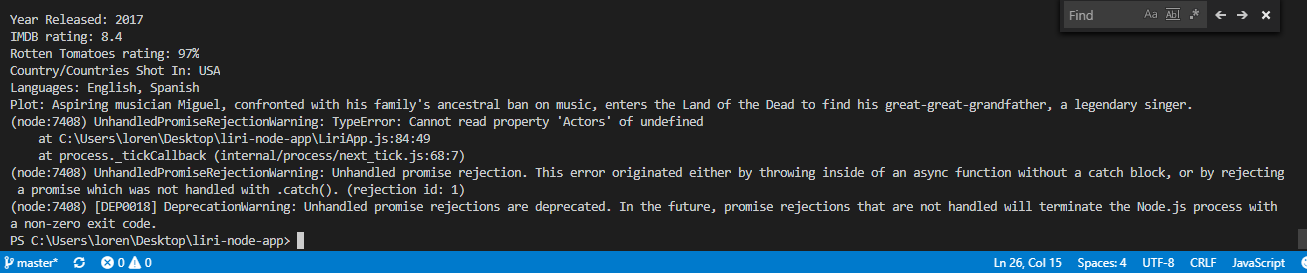 Year Released: 2017
Find Aa Abl .*
IMDB rating: 8.4
Rotten Tomatoes rating: 97%
Country/Countries Shot In: USA
Languages: English, Spanish
Plot: Aspiring musician Miguel, confronted with his family's ancestral ban on music, enters the Land of the Dead to find his great-great-grandfather, a legendary singer.
(node:7408) UnhandledPromiseRejectionWarning: TypeError: Cannot read property 'Actors' of undefined
    at C:\Users\loren\Desktop\liri-node-app\LiriApp.js:84:49
    at process._tickCallback (internal/process/next_tick.js:68:7)
(node:7408) UnhandledPromiseRejectionWarning: Unhandled promise rejection. This error originated either by throwing inside of an async function without a catch block, or by rejecting
 a promise which was not handled with .catch(). (rejection id: 1)
(node:7408) [DEP0018] DeprecationWarning: Unhandled promise rejections are deprecated. In the future, promise rejections that are not handled will terminate the Node.js process with
a non-zero exit code.
PS C:\Users\loren\Desktop\liri-node-app>
master* 0 0 Ln 26, Col 15 Spaces: 4 UTF-8 CRLF JavaScript